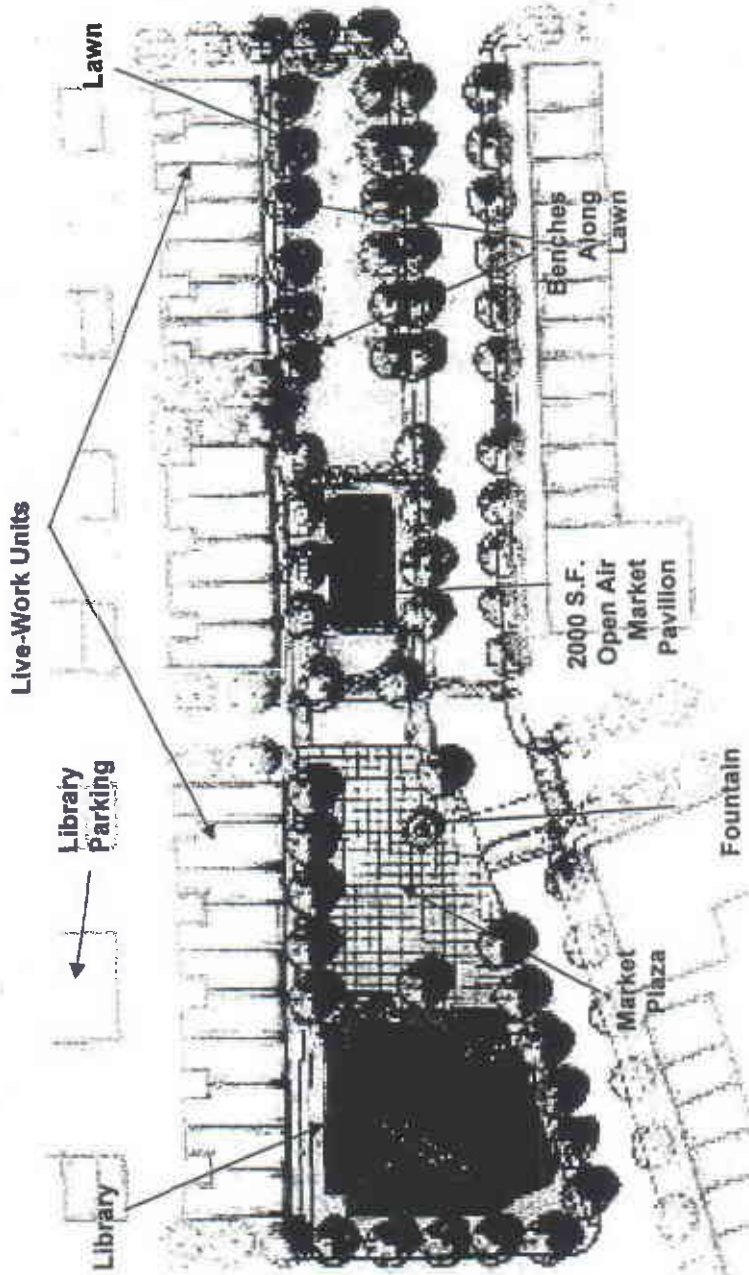 Live-Work Units
Library
Parking
Lawn
Library
Market
Plaza
Fountain
2000 S.F.
Open Air
Market
Pavilion
Benches
Along
Lawn